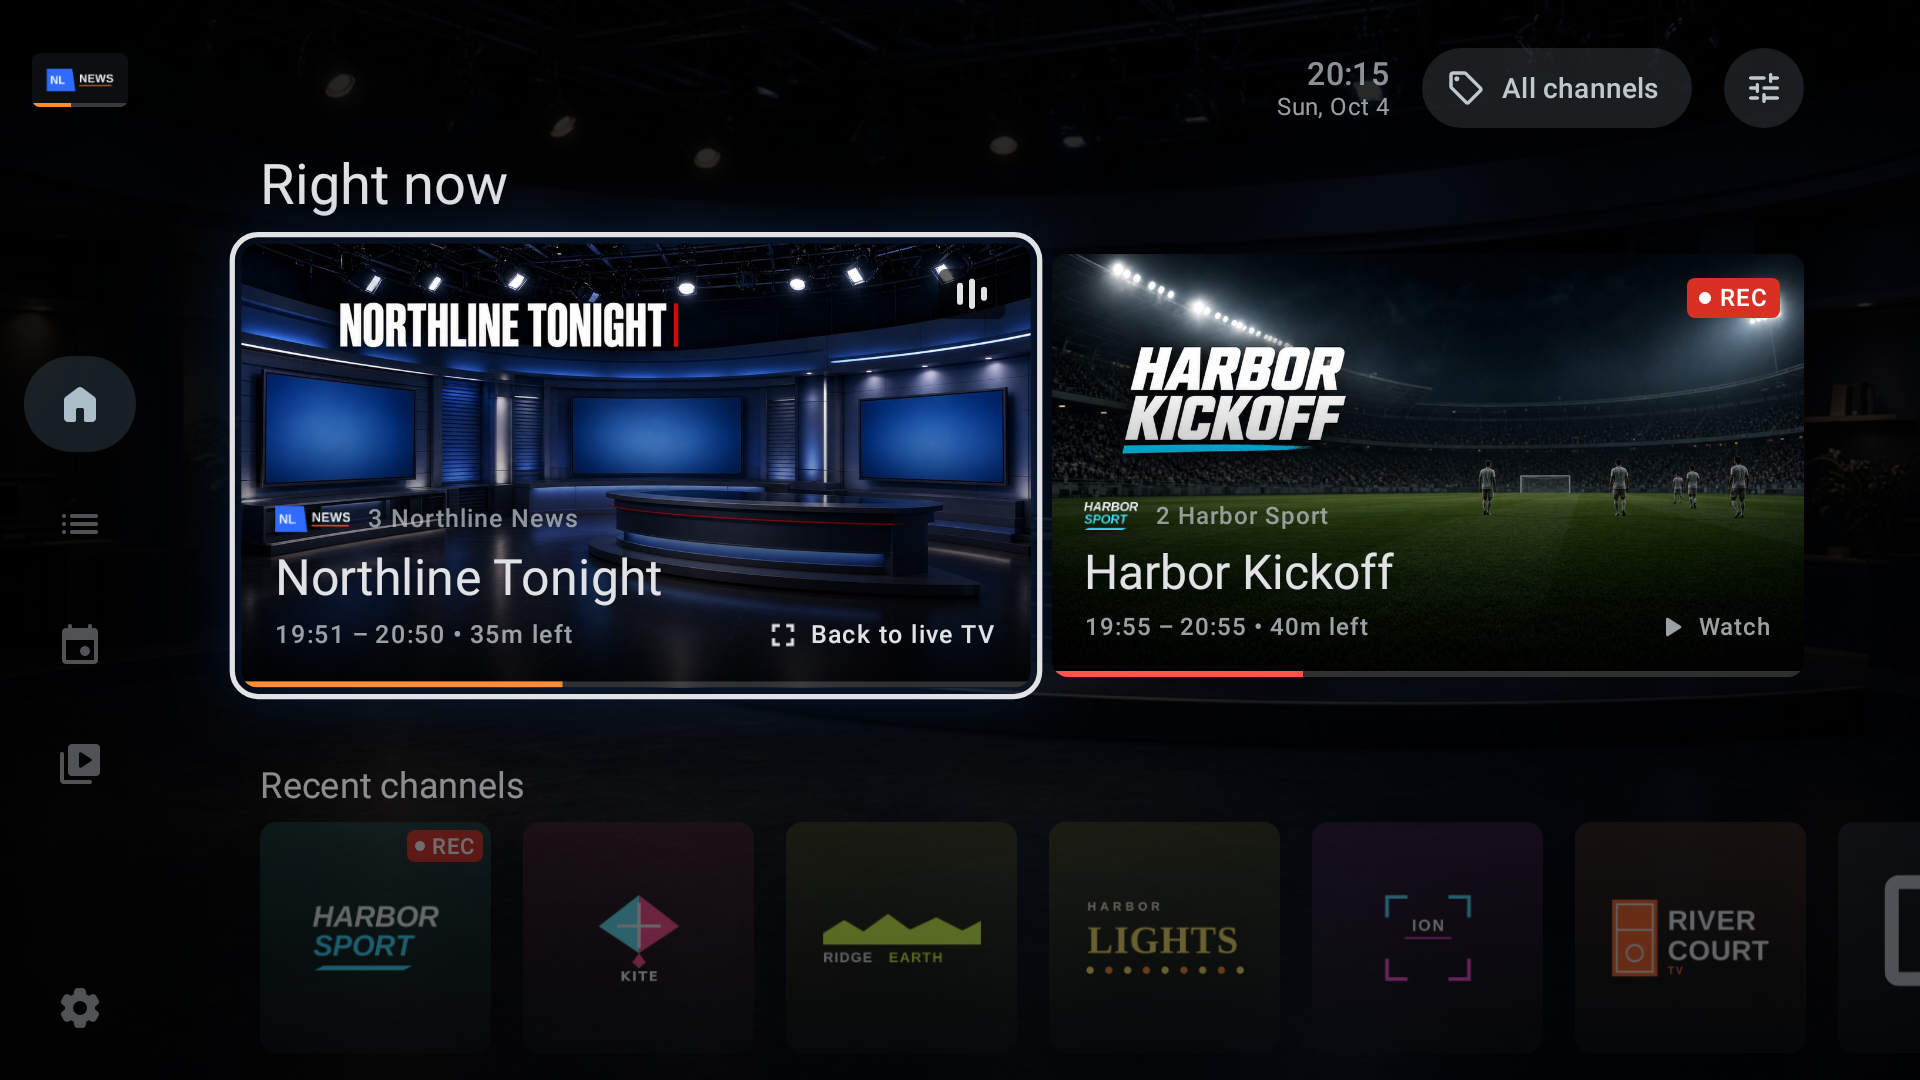 NL NEWS
20:15
Sun, Oct 4
All channels
Right now
NORTHLINE TONIGHT
NL NEWS 3 Northline News
Northline Tonight
19:51 – 20:50 • 35m left
Back to live TV
REC
HARBOR
KICKOFF
HARBOR
SPORT
2 Harbor Sport
Harbor Kickoff
19:55 – 20:55 • 40m left
Watch
Recent channels
REC
HARBOR
SPORT
KITE
RIDGE EARTH
HARBOR
LIGHTS
ION
RIVER
COURT
TV